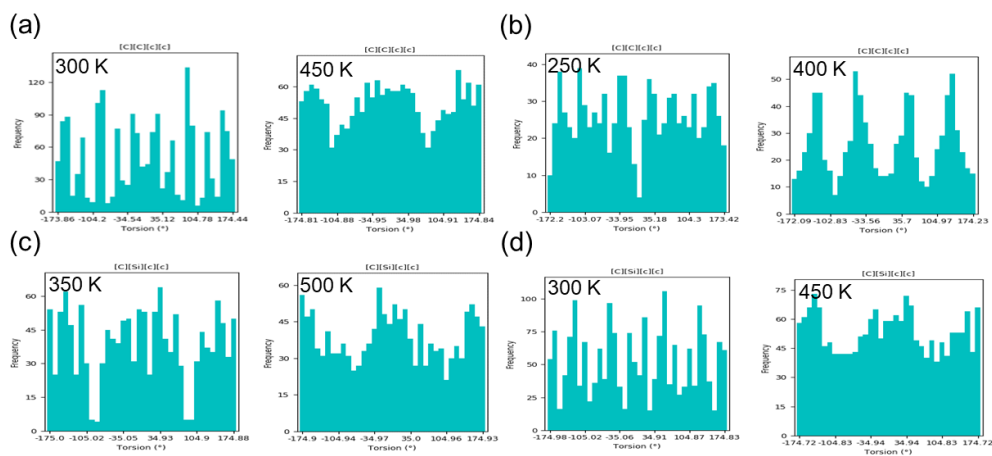 (a)
[C][C][c][c]
300 K
Frequency
120
90
60
30
0
-173.86 -104.2 -34.54 35.12 104.78 174.44
Torsion (°)
[C][C][c][c]
450 K
Frequency
60
45
30
15
0
-174.81 -104.88 -34.95 34.98 104.91 174.84
Torsion (°)
(b)
[C][C][c][c]
250 K
Frequency
40
30
20
10
0
-172.2 -103.07 -33.95 35.18 104.3 173.42
Torsion (°)
[C][C][c][c]
400 K
Frequency
50
40
30
20
10
0
-172.09 -102.83 -33.56 35.7 104.97 174.23
Torsion (°)
(c)
[C][Si][c][c]
350 K
Frequency
60
45
30
15
0
-175.0 -105.02 -35.05 34.93 104.9 174.88
Torsion (°)
[C][Si][c][c]
500 K
Frequency
60
45
30
15
0
-174.9 -104.94 -34.97 35.0 104.96 174.93
Torsion (°)
(d)
[C][Si][c][c]
300 K
Frequency
100
75
50
25
0
-174.98 -105.02 -35.06 34.91 104.87 174.83
Torsion (°)
[C][Si][c][c]
450 K
Frequency
75
60
45
30
15
0
-174.72 -104.83 -34.94 34.94 104.83 174.72
Torsion (°)